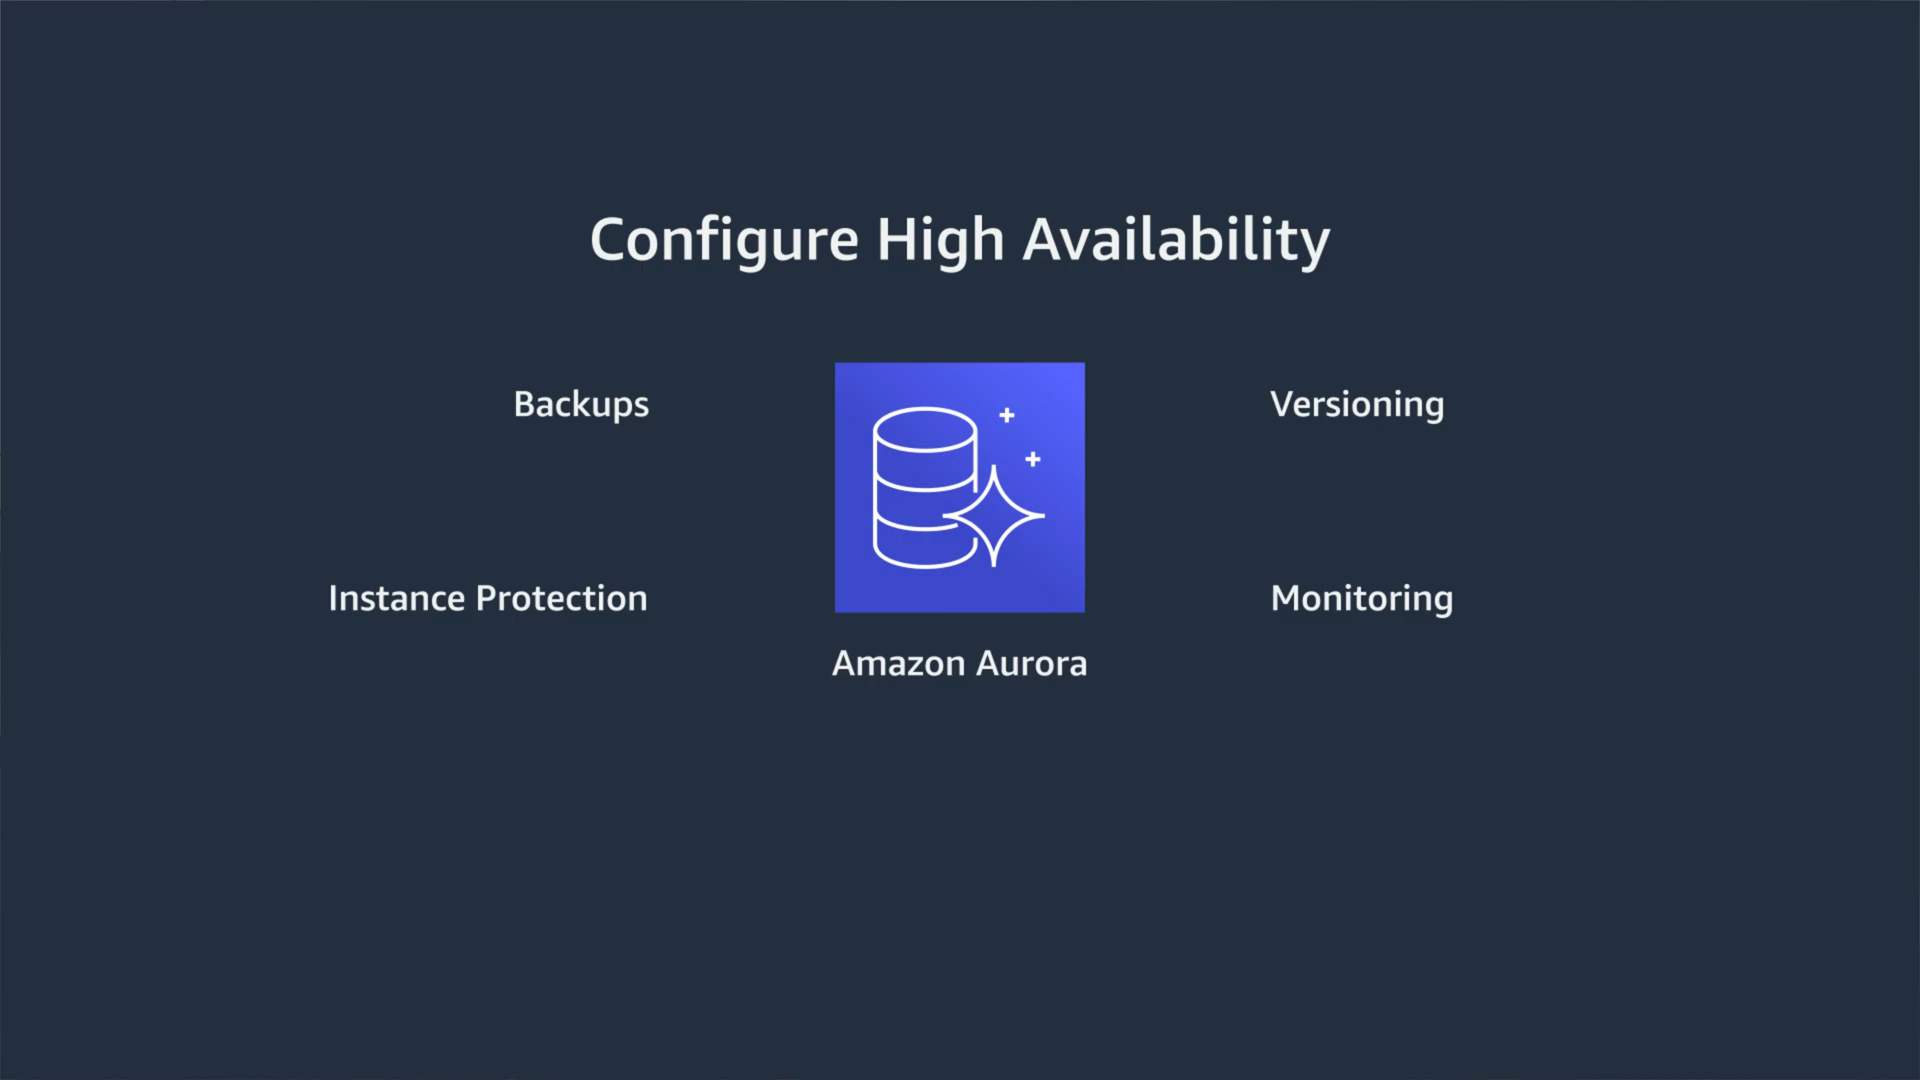 Configure High Availability
Backups
Versioning
Instance Protection
Monitoring
Amazon Aurora